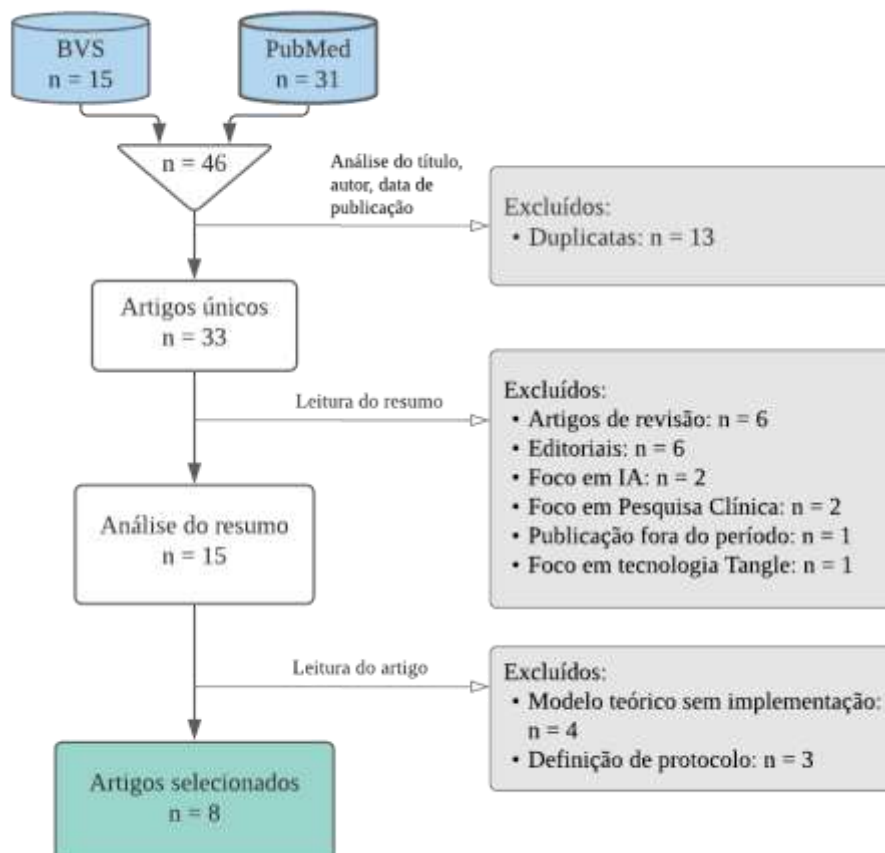 BVS
n = 15
PubMed
n = 31
n = 46
Análise do título,
autor, data de
publicação
Excluídos:
• Duplicatas: n = 13
Artigos únicos
n = 33
Leitura do resumo
Excluídos:
• Artigos de revisão: n = 6
• Editoriais: n = 6
• Foco em IA: n = 2
• Foco em Pesquisa Clínica: n = 2
• Publicação fora do período: n = 1
• Foco em tecnologia Tangle: n = 1
Análise do resumo
n = 15
Leitura do artigo
Excluídos:
• Modelo teórico sem implementação:
n = 4
• Definição de protocolo: n = 3
Artigos selecionados
n = 8